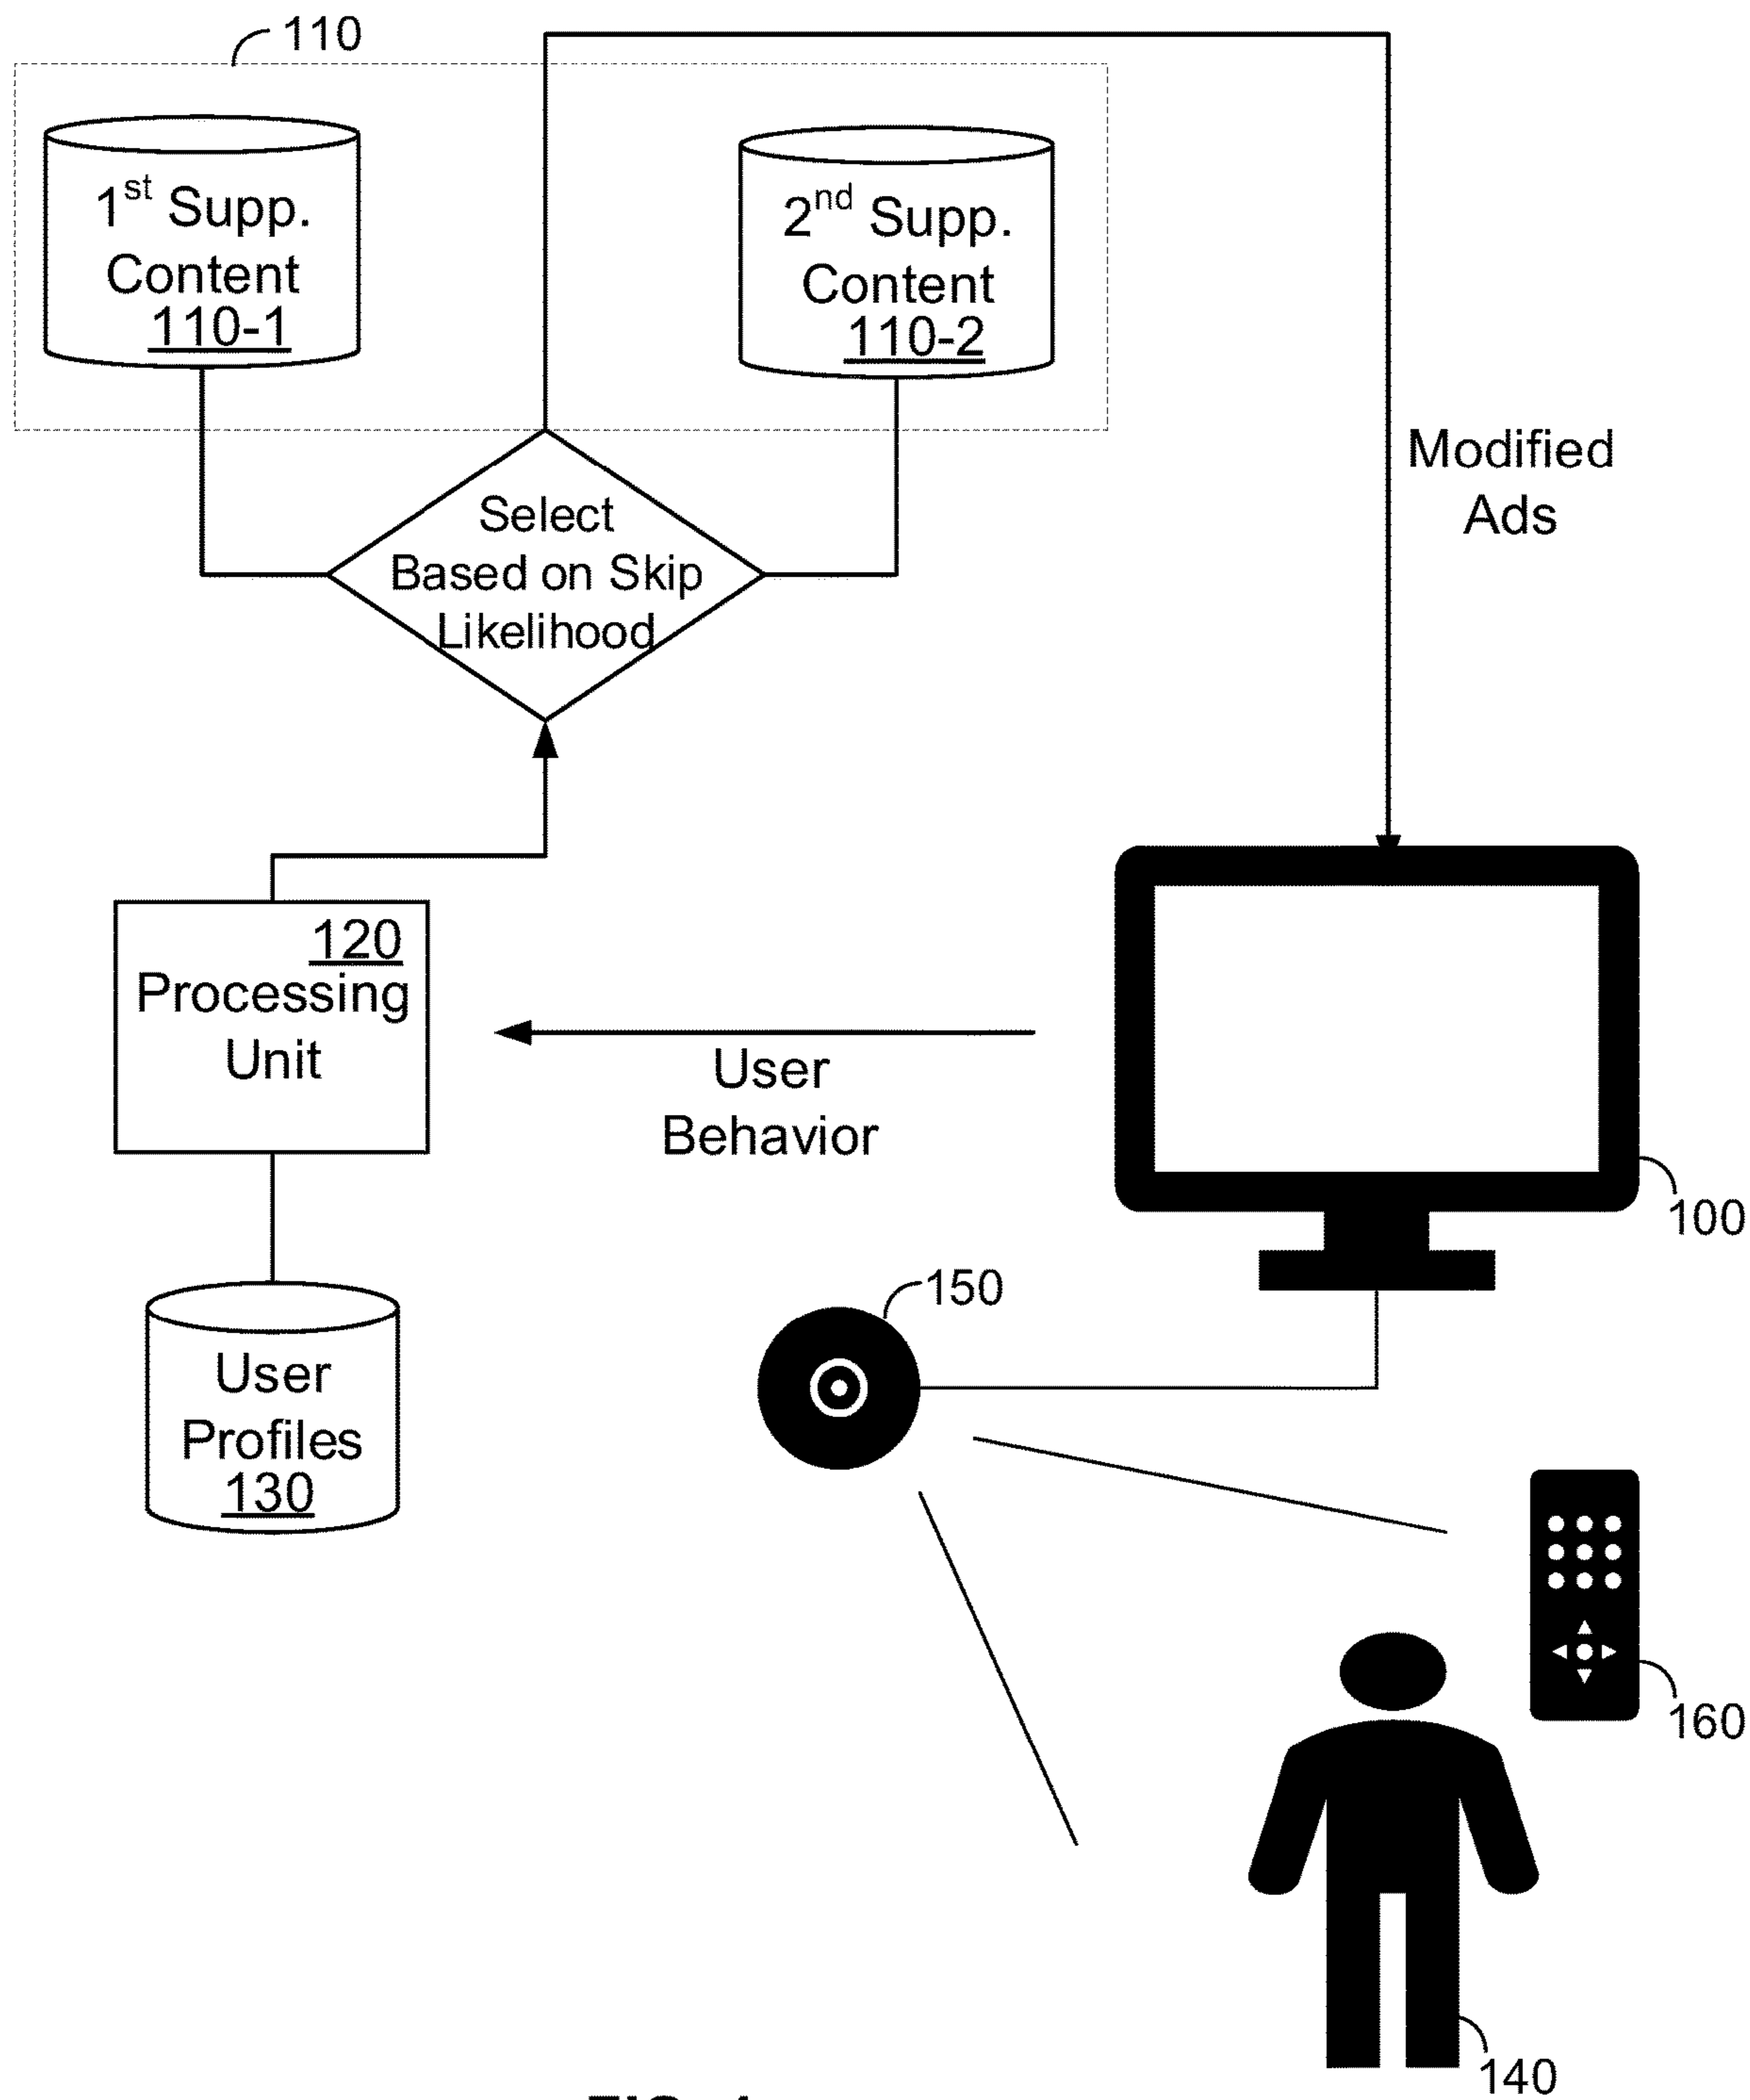 110
1st Supp.
Content
110-1
2nd Supp.
Content
110-2
Select
Based on Skip
Likelihood
Modified
Ads
120
Processing
Unit
User
Behavior
100
150
User
Profiles
130
160
140